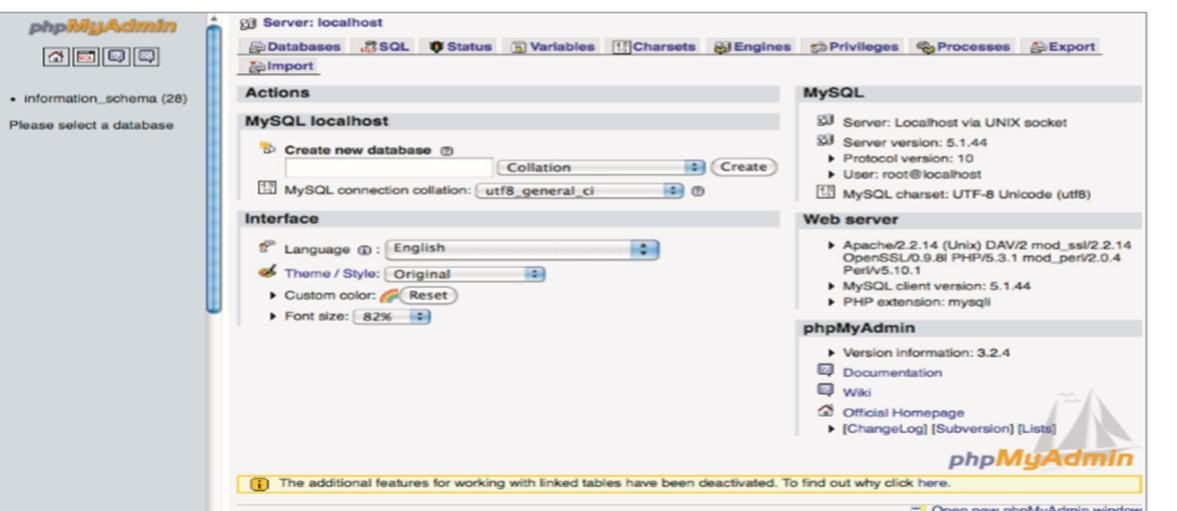 phpMyAdmin
information_schema (28)
Please select a database
Server: localhost
Databases SQL Status Variables Charsets Engines Privileges Processes Export
Import
Actions
MySQL localhost
Create new database
Collation Create
MySQL connection collation: utf8_general_ci
Interface
Language : English
Theme / Style: Original
Custom color: Reset
Font size: 82%
MySQL
Server: Localhost via UNIX socket
Server version: 5.1.44
Protocol version: 10
User: root@localhost
MySQL charset: UTF-8 Unicode (utf8)
Web server
Apache/2.2.14 (Unix) DAV/2 mod_ssl/2.2.14
OpenSSL/0.9.8l PHP/5.3.1 mod_perl/2.0.4
Perl/v5.10.1
MySQL client version: 5.1.44
PHP extension: mysqli
phpMyAdmin
Version information: 3.2.4
Documentation
Wiki
Official Homepage
[ChangeLog] [Subversion] [Lists]
phpMyAdmin
The additional features for working with linked tables have been deactivated. To find out why click here.
Open new phpMyAdmin window